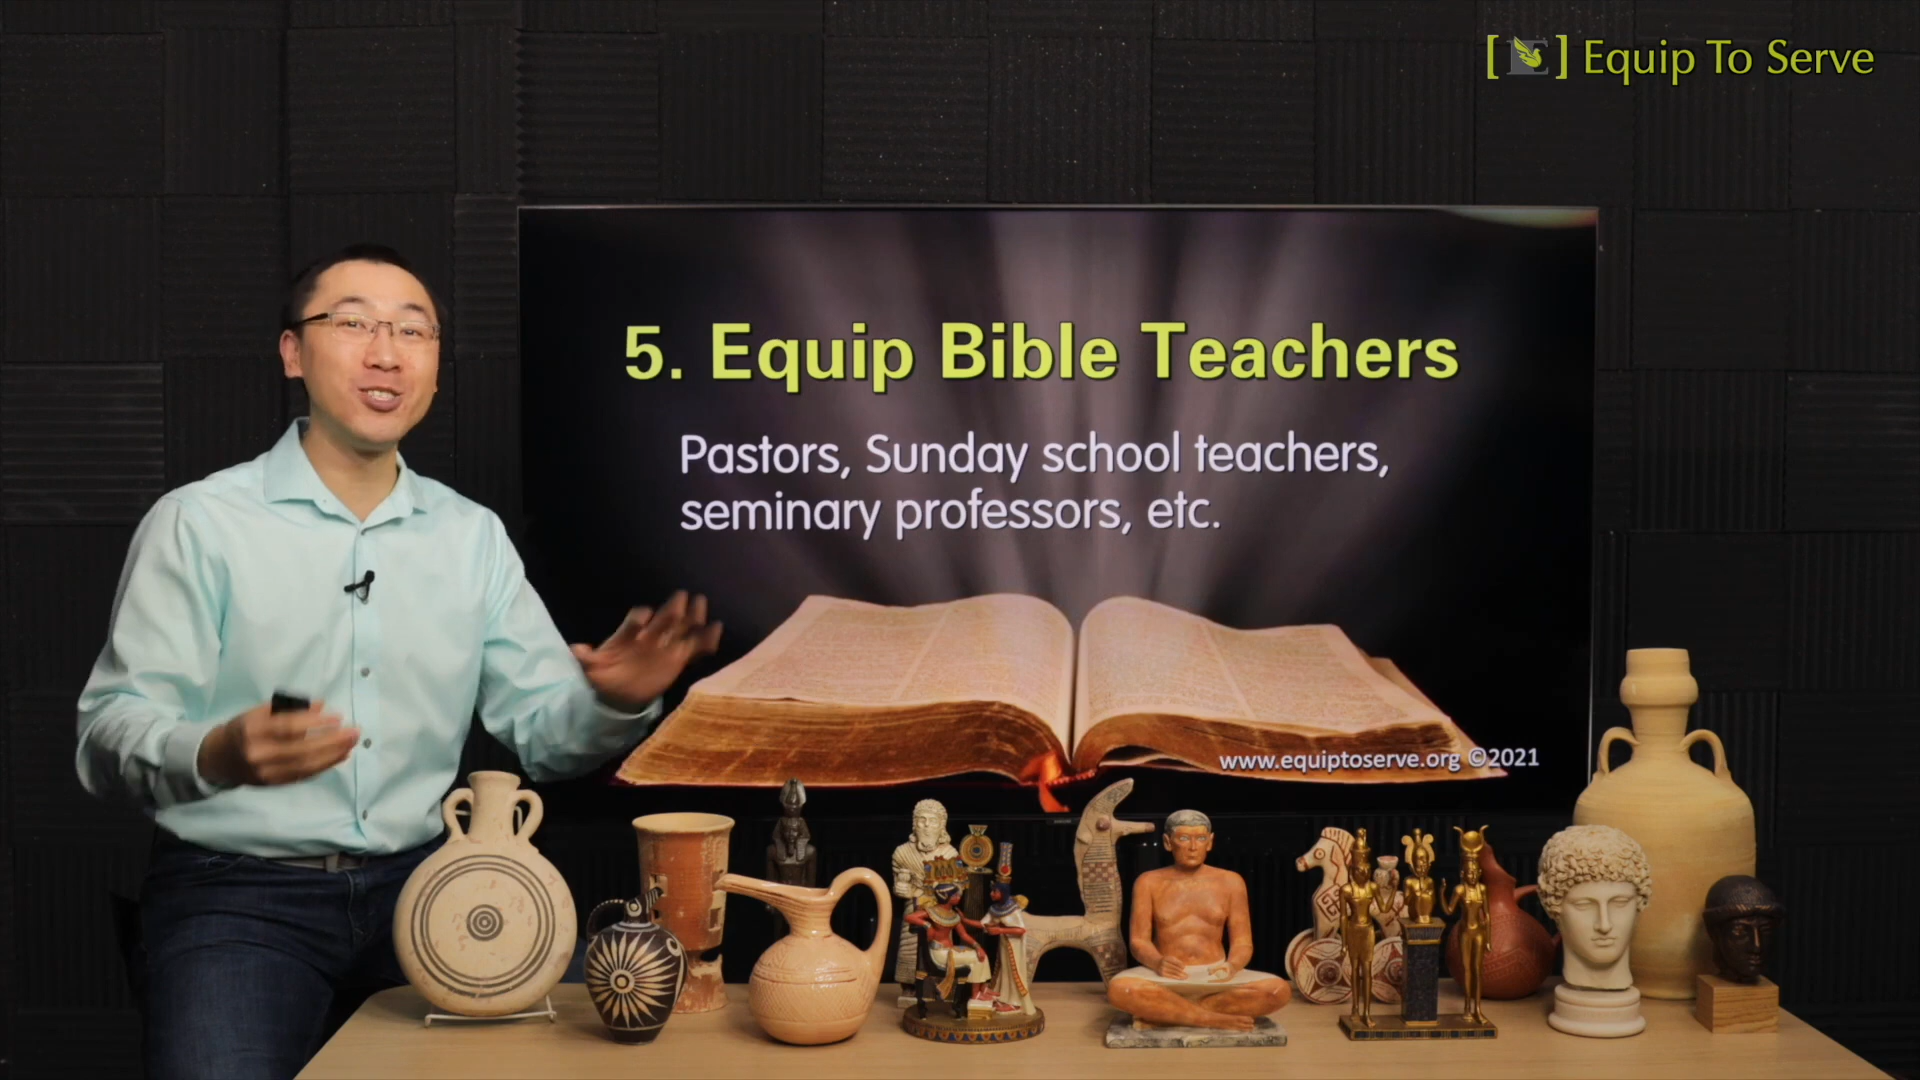 [E] Equip To Serve
5. Equip Bible Teachers
Pastors, Sunday school teachers,
seminary professors, etc.
www.equiptoserve.org ©2021